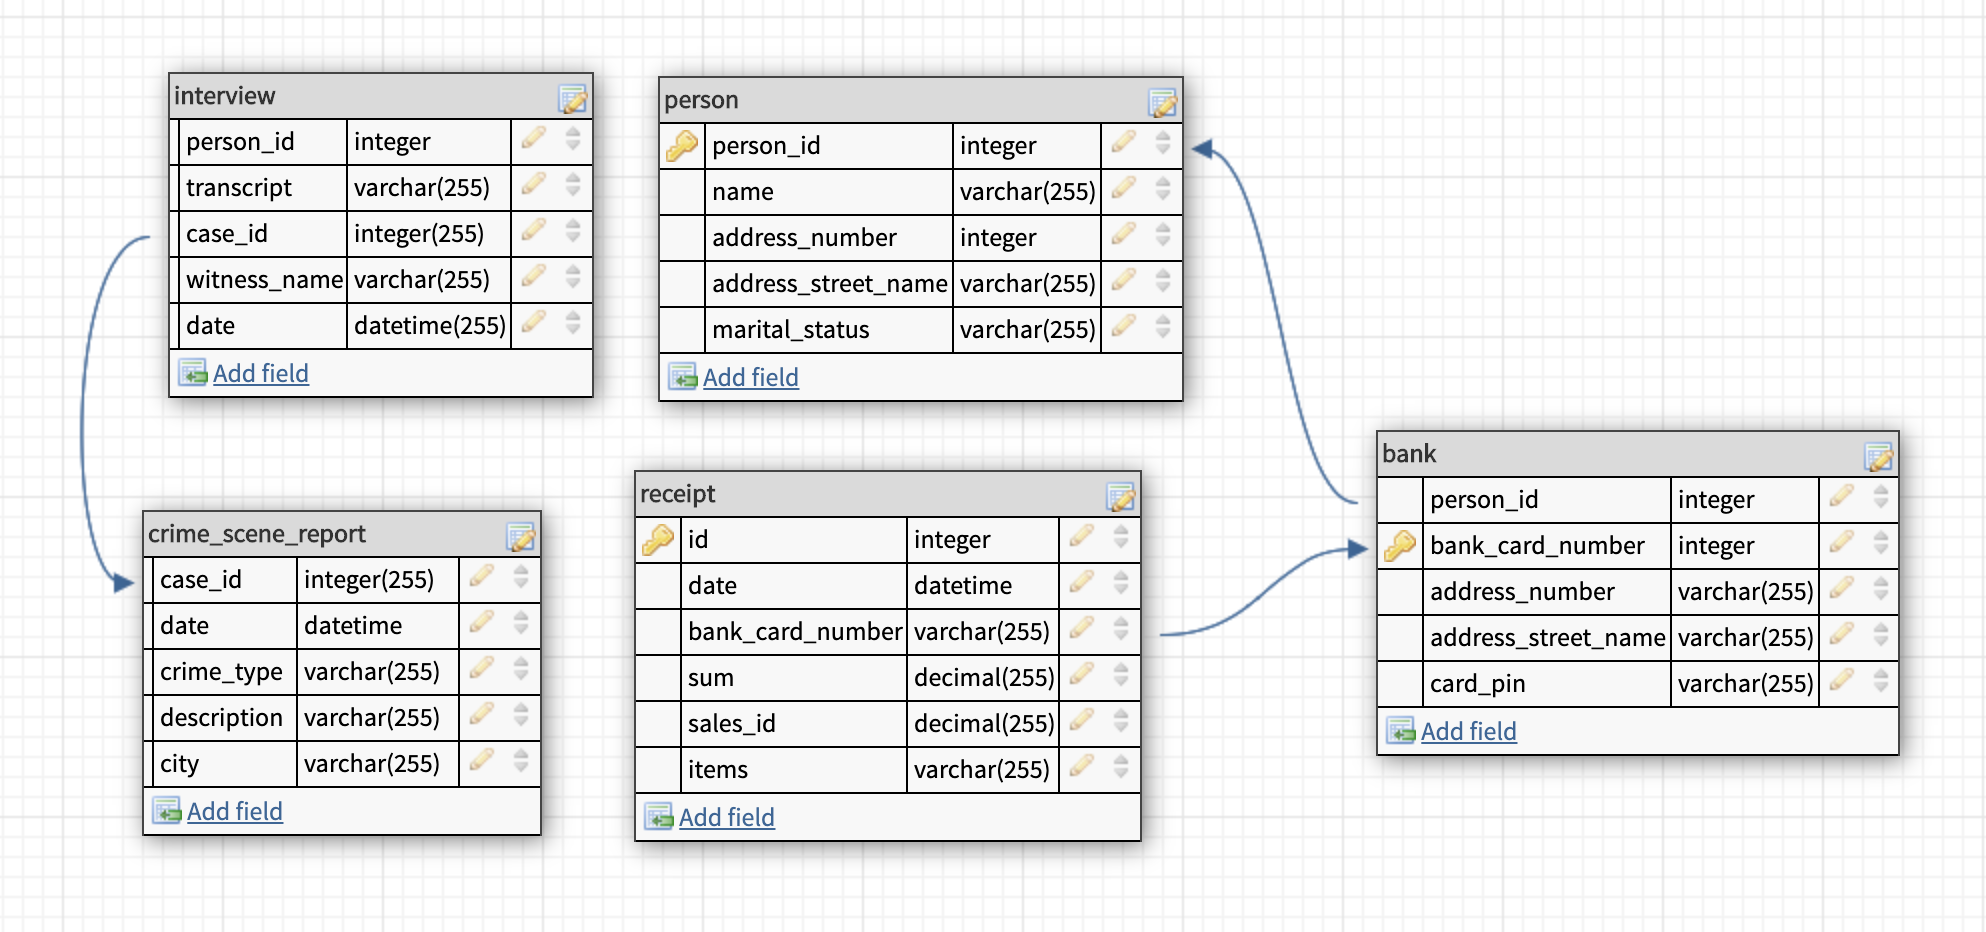 interview
person_id integer
transcript varchar(255)
case_id integer(255)
witness_name varchar(255)
date datetime(255)
Add field
person
person_id integer
name varchar(255)
address_number integer
address_street_name varchar(255)
marital_status varchar(255)
Add field
crime_scene_report
case_id integer(255)
date datetime
crime_type varchar(255)
description varchar(255)
city varchar(255)
Add field
receipt
id integer
date datetime
bank_card_number varchar(255)
sum decimal(255)
sales_id decimal(255)
items varchar(255)
Add field
bank
person_id integer
bank_card_number integer
address_number varchar(255)
address_street_name varchar(255)
card_pin varchar(255)
Add field